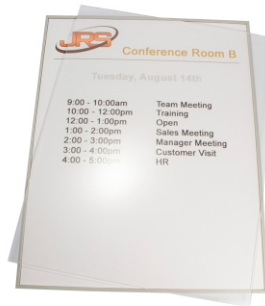 JRS
Conference Room B
Tuesday, August 14th
9:00 - 10:00am Team Meeting
10:00 - 12:00pm Training
12:00 - 1:00pm Open
1:00 - 2:00pm Sales Meeting
2:00 - 3:00pm Manager Meeting
3:00 - 4:00pm Customer Visit
4:00 - 5:00pm HR